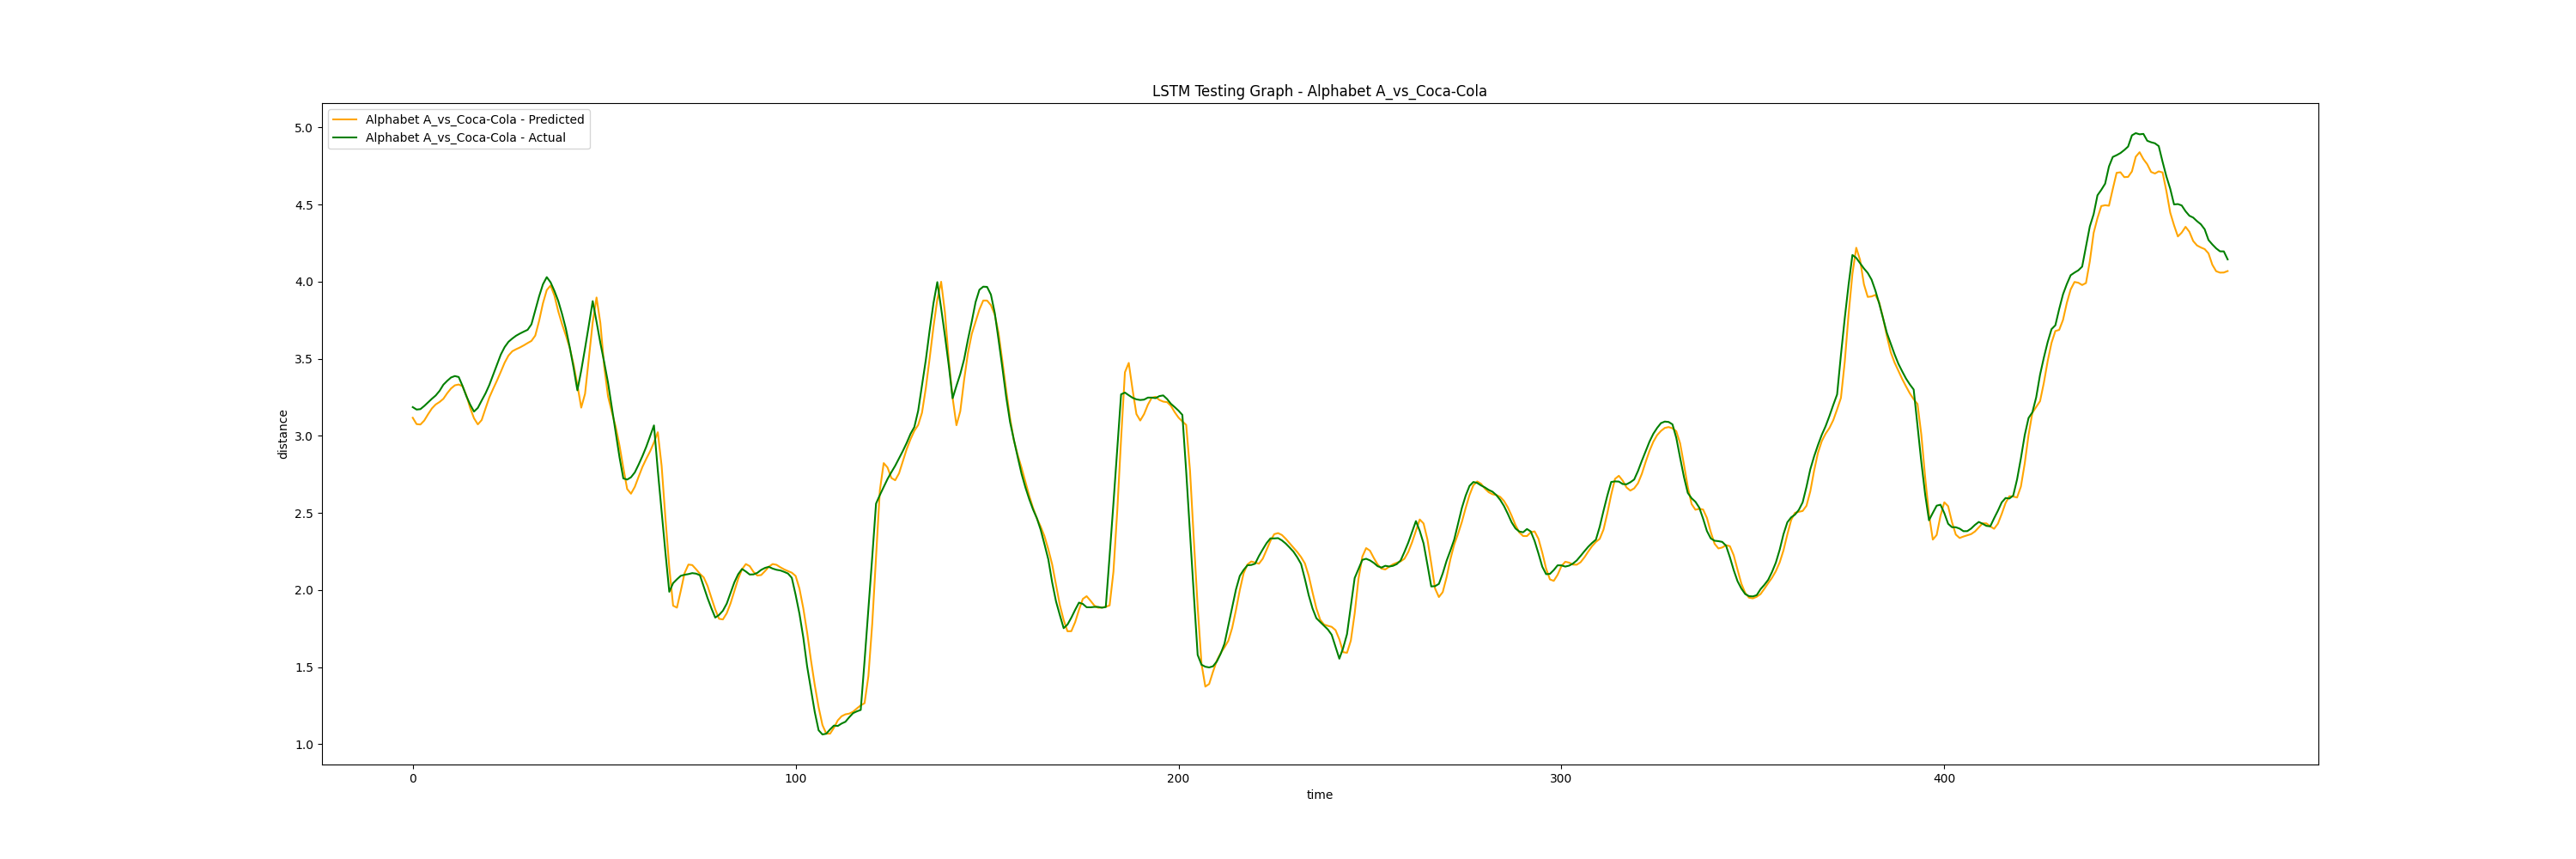 LSTM Testing Graph - Alphabet A_vs_Coca-Cola
Alphabet A_vs_Coca-Cola - Predicted
Alphabet A_vs_Coca-Cola - Actual
5.0
4.5
4.0
3.5
3.0
2.5
2.0
1.5
1.0
distance
0 100 200 300 400
time